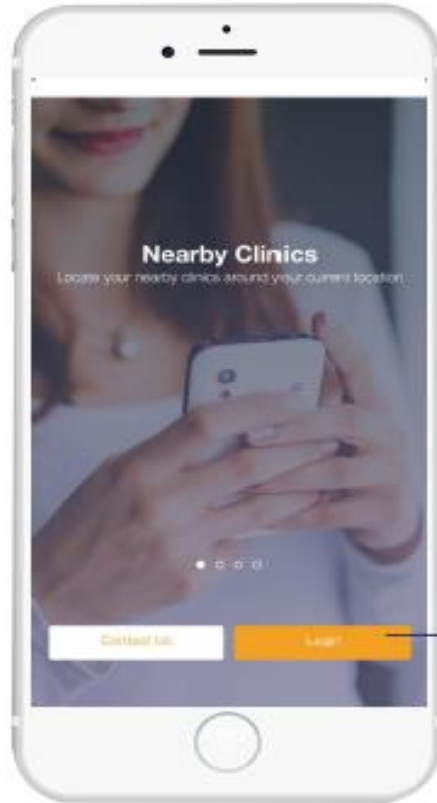 Nearby Clinics
Locate your nearby clinics around your current location
Contact Us
Login